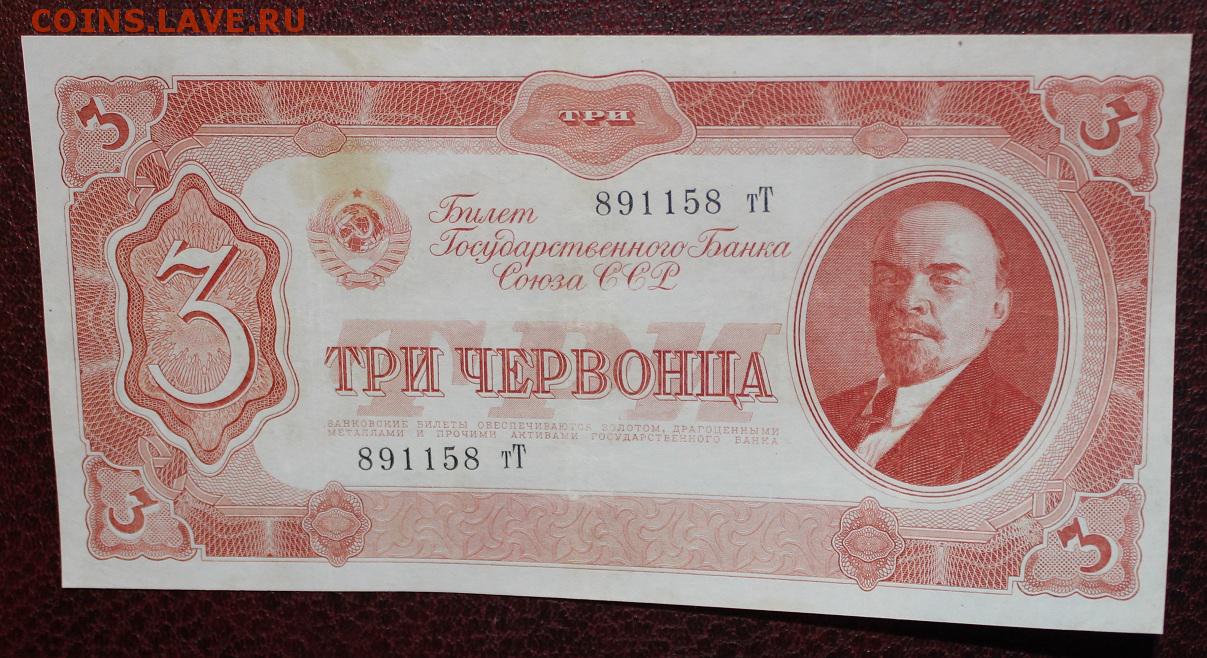 COINS.LAVE.RU
3
ТРИ
3
891158 тТ
Билет
Государственного Банка
Союза ССР
3
ТРИ
ТРИ ЧЕРВОНЦА
БАНКОВСКИЕ БИЛЕТЫ ОБЕСПЕЧИВАЮТСЯ ЗОЛОТОМ, ДРАГОЦЕННЫМИ
МЕТАЛЛАМИ И ПРОЧИМИ АКТИВАМИ ГОСУДАРСТВЕННОГО БАНКА
891158 тТ
3
3